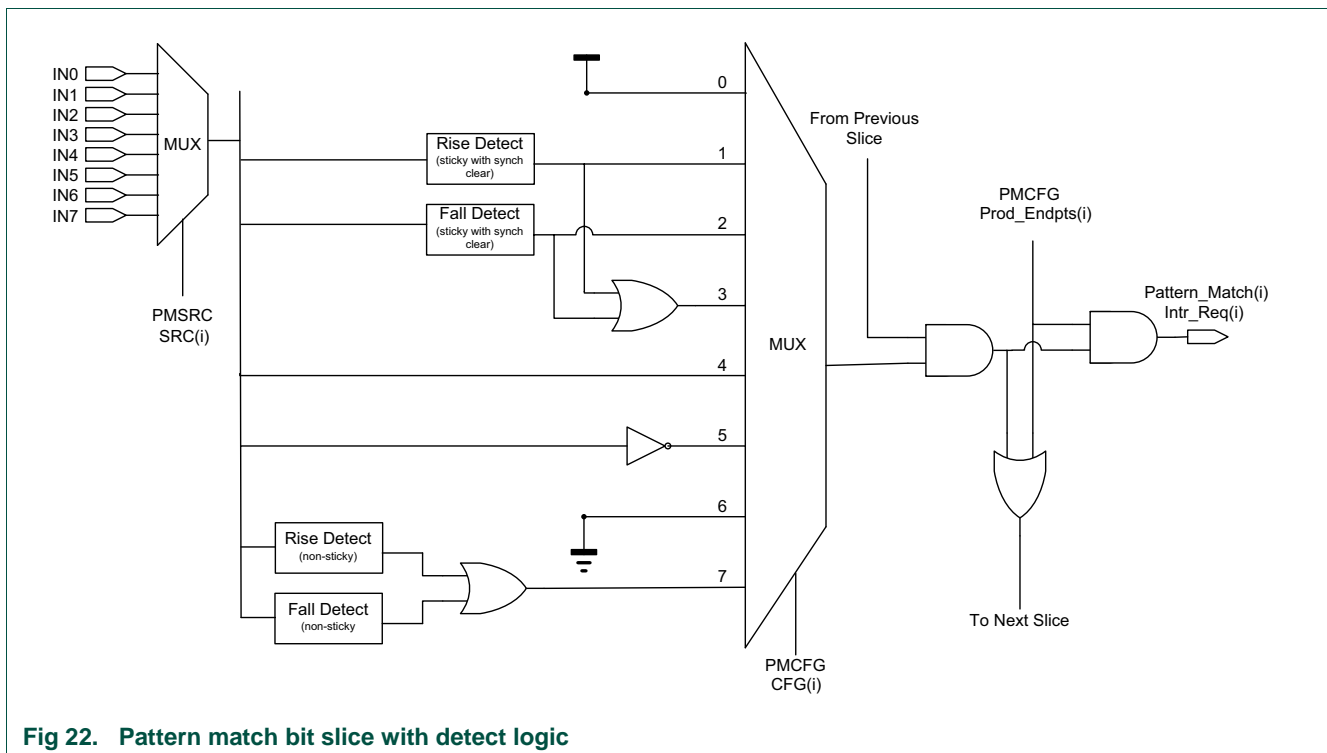 IN0
IN1
IN2
IN3
IN4
IN5
IN6
IN7
MUX
PMSRC
SRC(i)
Rise Detect
(sticky with synch
clear)
Fall Detect
(sticky with synch
clear)
Rise Detect
(non-sticky)
Fall Detect
(non-sticky
0
1
2
3
4
5
6
7
MUX
PMCFG
CFG(i)
From Previous
Slice
PMCFG
Prod_Endpts(i)
Pattern_Match(i)
Intr_Req(i)
To Next Slice
Fig 22. Pattern match bit slice with detect logic